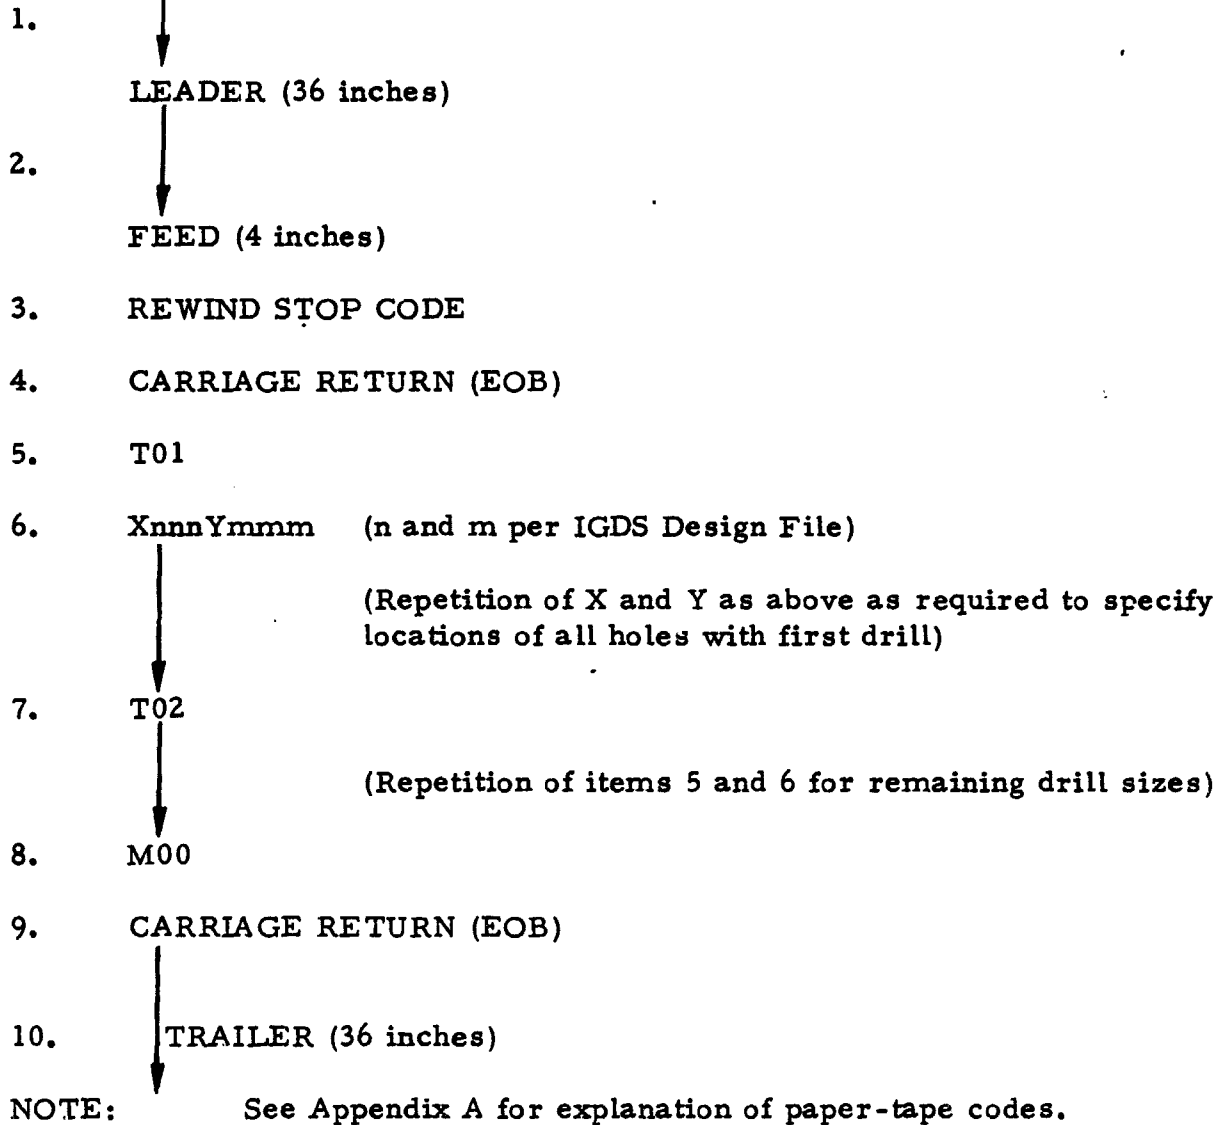 1.
LEADER (36 inches)
2.
FEED (4 inches)
3. REWIND STOP CODE
4. CARRIAGE RETURN (EOB)
5. T01
6. XnnnYmmm (n and m per IGDS Design File)
(Repetition of X and Y as above as required to specify
locations of all holes with first drill)
7. T02
(Repetition of items 5 and 6 for remaining drill sizes)
8. M00
9. CARRIAGE RETURN (EOB)
10. TRAILER (36 inches)
NOTE: See Appendix A for explanation of paper-tape codes.